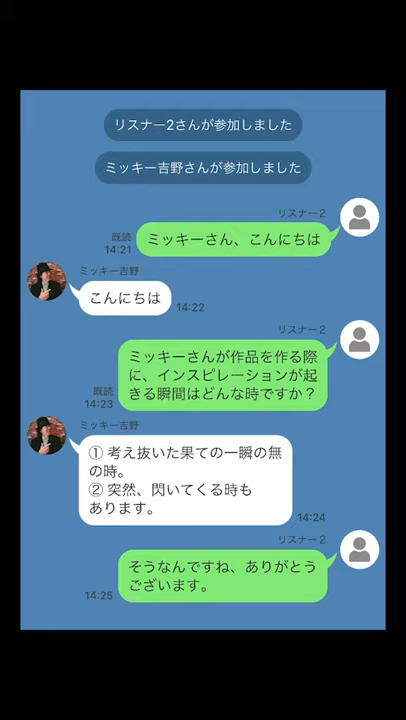 リスナー2さんが参加しました
ミッキー吉野さんが参加しました
リスナー2
既読
14:21
ミッキーさん、こんにちは
ミッキー吉野
こんにちは
14:22
リスナー2
ミッキーさんが作品を作る際
に、インスピレーションが起
きる瞬間はどんな時ですか？
既読
14:23
ミッキー吉野
① 考え抜いた果ての一瞬の無
の時。
② 突然、閃いてくる時も
あります。
14:24
リスナー2
そうなんですね、ありがとう
ございます。
14:25